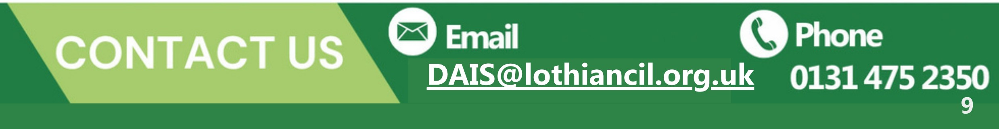 CONTACT US
Email
DAIS@lothiancil.org.uk
Phone
0131 475 2350
9